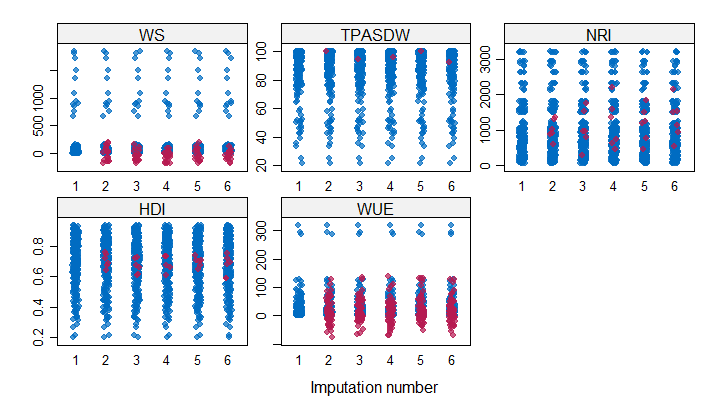 WS
TPASDW
NRI
0 500 1000
20 40 60 80 100
0 1000 2000 3000
1 2 3 4 5 6
1 2 3 4 5 6
1 2 3 4 5 6
HDI
WUE
0.2 0.4 0.6 0.8
0 100 200 300
1 2 3 4 5 6
1 2 3 4 5 6
Imputation number